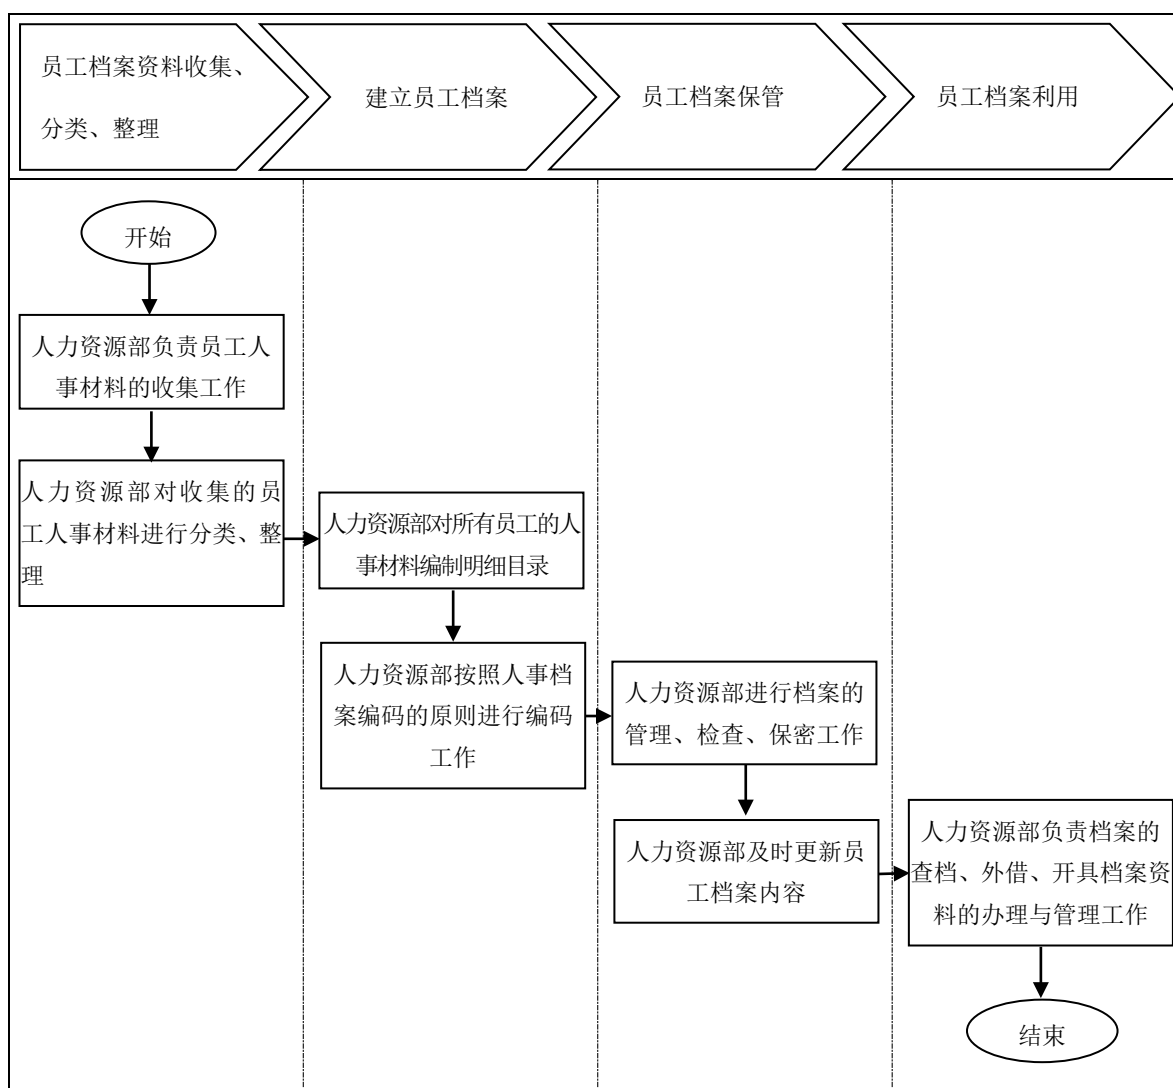 员工档案资料收集、
分类、整理
建立员工档案
员工档案保管
员工档案利用
开始
人力资源部负责员工人
事材料的收集工作
人力资源部对收集的员
工人事材料进行分类、整
理
人力资源部对所有员工的人
事材料编制明细目录
人力资源部按照人事档
案编码的原则进行编码
工作
人力资源部进行档案的
管理、检查、保密工作
人力资源部及时更新员
工档案内容
人力资源部负责档案的
查档、外借、开具档案资
料的办理与管理工作
结束